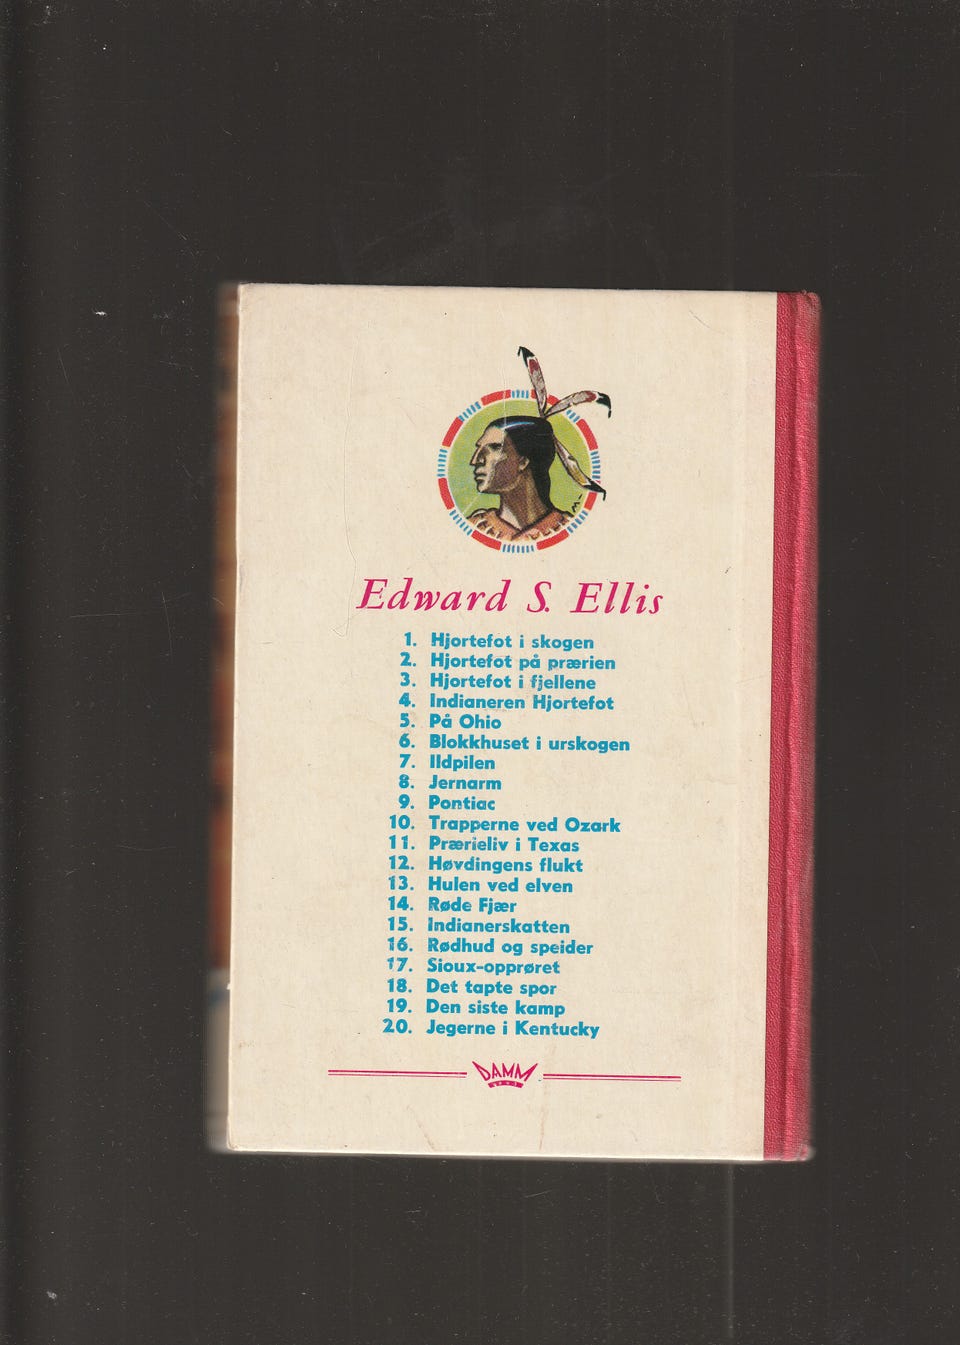 Edward S. Ellis
1. Hjortefot i skogen
2. Hjortefot på prærien
3. Hjortefot i fjellene
4. Indianeren Hjortefot
5. På Ohio
6. Blokkhuset i urskogen
7. Ildpilen
8. Jernarm
9. Pontiac
10. Trapperne ved Ozark
11. Prærieliv i Texas
12. Høvdingens flukt
13. Hulen ved elven
14. Røde Fjær
15. Indianerskatten
16. Rødhud og speider
17. Sioux-opprøret
18. Det tapte spor
19. Den siste kamp
20. Jegerne i Kentucky
DAMM